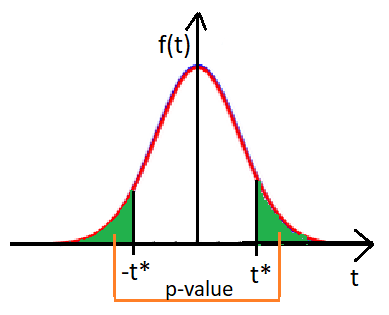 f(t)
-t*
t*
t
p-value